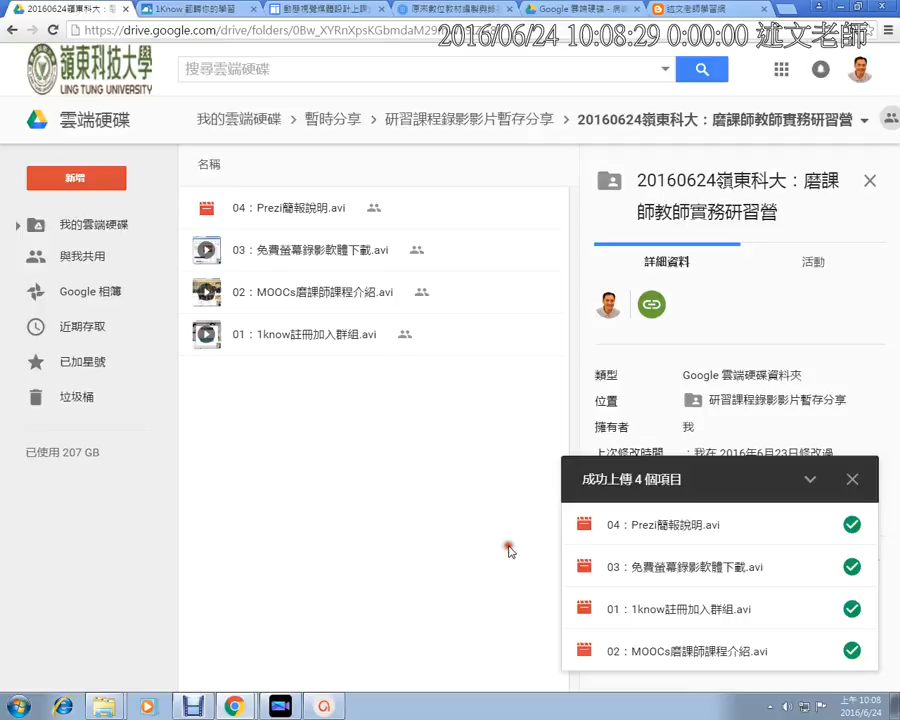 20160624嶺東科大：
1Know 翻轉你的學習
動態視覺媒體設計上課
Google 雲端硬碟 -
述文老師學習網
https://drive.google.com/drive/folders/0Bw_XYRnXpsKGbmdaM29
2016/06/24 10:08:29 0:00:00 述文老師
嶺東科技大學
LING TUNG UNIVERSITY
搜尋雲端硬碟
雲端硬碟
我的雲端硬碟 > 暫時分享 > 研習課程錄影影片暫存分享 > 20160624嶺東科大：磨課師教師實務研習營
新增
我的雲端硬碟
與我共用
Google 相簿
近期存取
已加星號
垃圾桶
已使用 207 GB
名稱
04：Prezi簡報說明.avi
03：免費螢幕錄影軟體下載.avi
02：MOOCs磨課師課程介紹.avi
01：1know註冊加入群組.avi
20160624嶺東科大：磨課
師教師實務研習營
詳細資料
活動
類型 Google 雲端硬碟資料夾
位置 研習課程錄影影片暫存分享
擁有者 我
上次修改時間 ：我在 2016年6月23日修改過
成功上傳 4 個項目
04：Prezi簡報說明.avi
03：免費螢幕錄影軟體下載.avi
01：1know註冊加入群組.avi
02：MOOCs磨課師課程介紹.avi
上午 10:08
2016/6/24